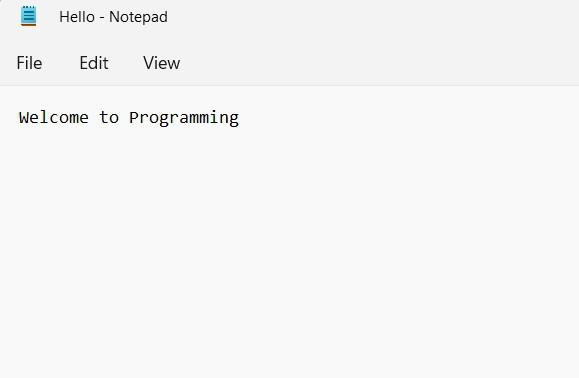 Hello - Notepad
File Edit View
Welcome to Programming